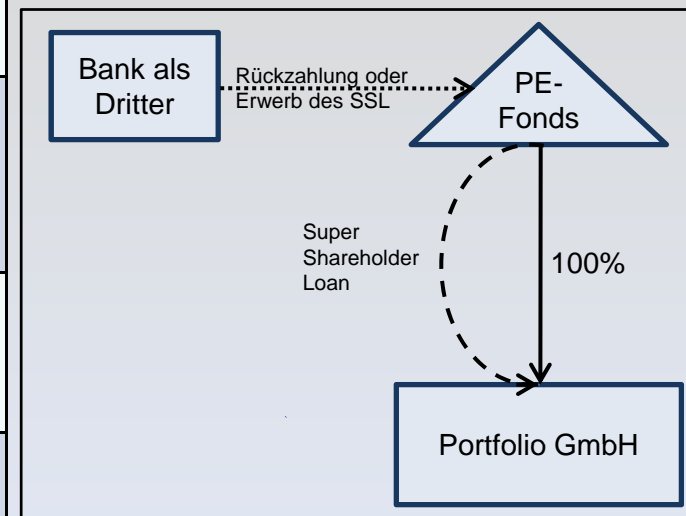 Bank als
Dritter
Rückzahlung oder
Erwerb des SSL
PE-
Fonds
Super
Shareholder
Loan
100%
Portfolio GmbH